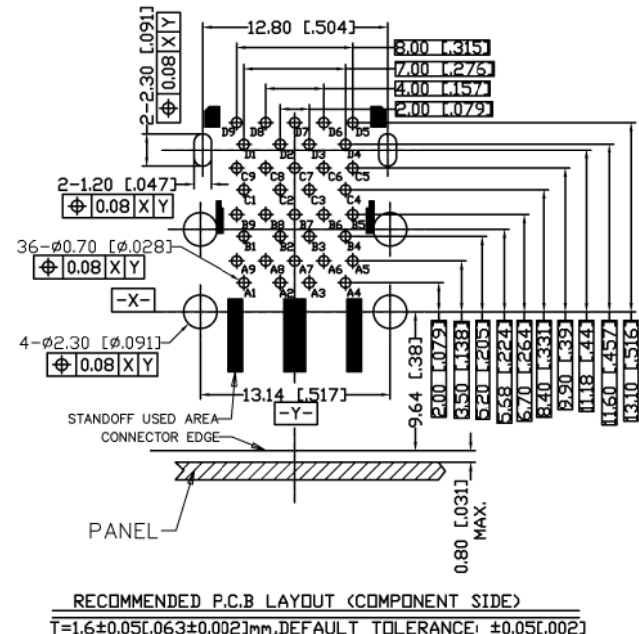 12.80 [.504]
8.00 [.315]
7.00 [.276]
4.00 [.157]
2.00 [.079]
2-2.30 [.091]
⌖ 0.08 X Y
D9 D8 D7 D6 D5
D1 D2 D3 D4
C9 C8 C7 C6 C5
2-1.20 [.047]
C1 C2 C3 C4
⌖ 0.08 X Y
B9 B8 B7 B6 B5
36-Ø0.70 [Ø.028]
B1 B2 B3 B4
⌖ 0.08 X Y
A9 A8 A7 A6 A5
A1 A2 A3 A4
-X-
4-Ø2.30 [Ø.091]
⌖ 0.08 X Y
13.14 [.517]
-Y-
9.64 [.38]
2.00 [.079]
3.50 [.138]
5.20 [.205]
5.68 [.224]
6.70 [.264]
8.40 [.331]
9.90 [.39]
11.18 [.44]
11.60 [.457]
13.10 [.516]
STANDOFF USED AREA
CONNECTOR EDGE
PANEL
0.80 [.031]
MAX.
RECOMMENDED P.C.B LAYOUT (COMPONENT SIDE)
T=1.6±0.05[.063±0.002]mm,DEFAULT TOLERANCE: ±0.05[.002]